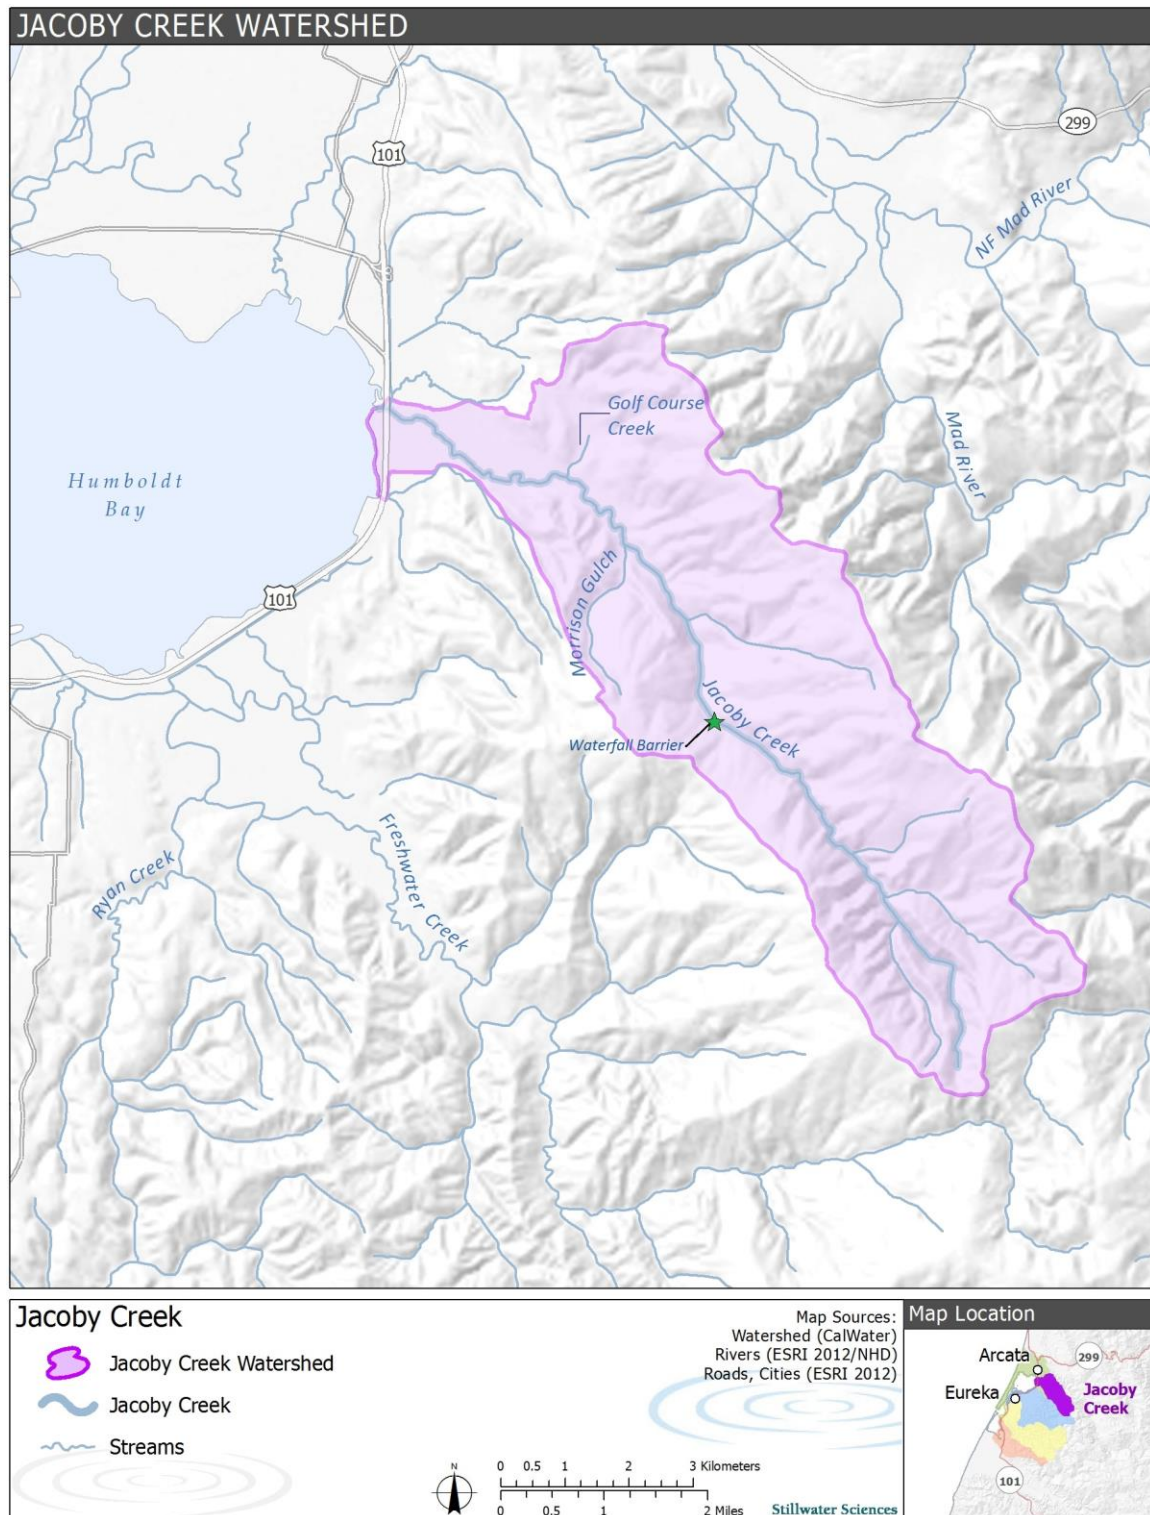 JACOBY CREEK WATERSHED
299
101
NF Mad River
Golf Course
Creek
Mad River
Humboldt
Bay
Morrison Gulch
101
Jacoby Creek
Waterfall Barrier
Freshwater Creek
Ryan Creek
Jacoby Creek
Jacoby Creek Watershed
Jacoby Creek
Streams
Map Sources:
Watershed (CalWater)
Rivers (ESRI 2012/NHD)
Roads, Cities (ESRI 2012)
N
0 0.5 1 2 3 Kilometers
0 0.5 1 2 Miles
Stillwater Sciences
Map Location
Arcata
299
Eureka
Jacoby
Creek
101